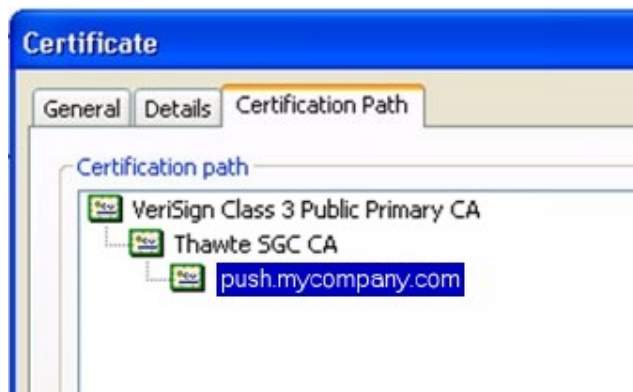 Certificate
General Details Certification Path
Certification path
VeriSign Class 3 Public Primary CA
Thawte SGC CA
push.mycompany.com